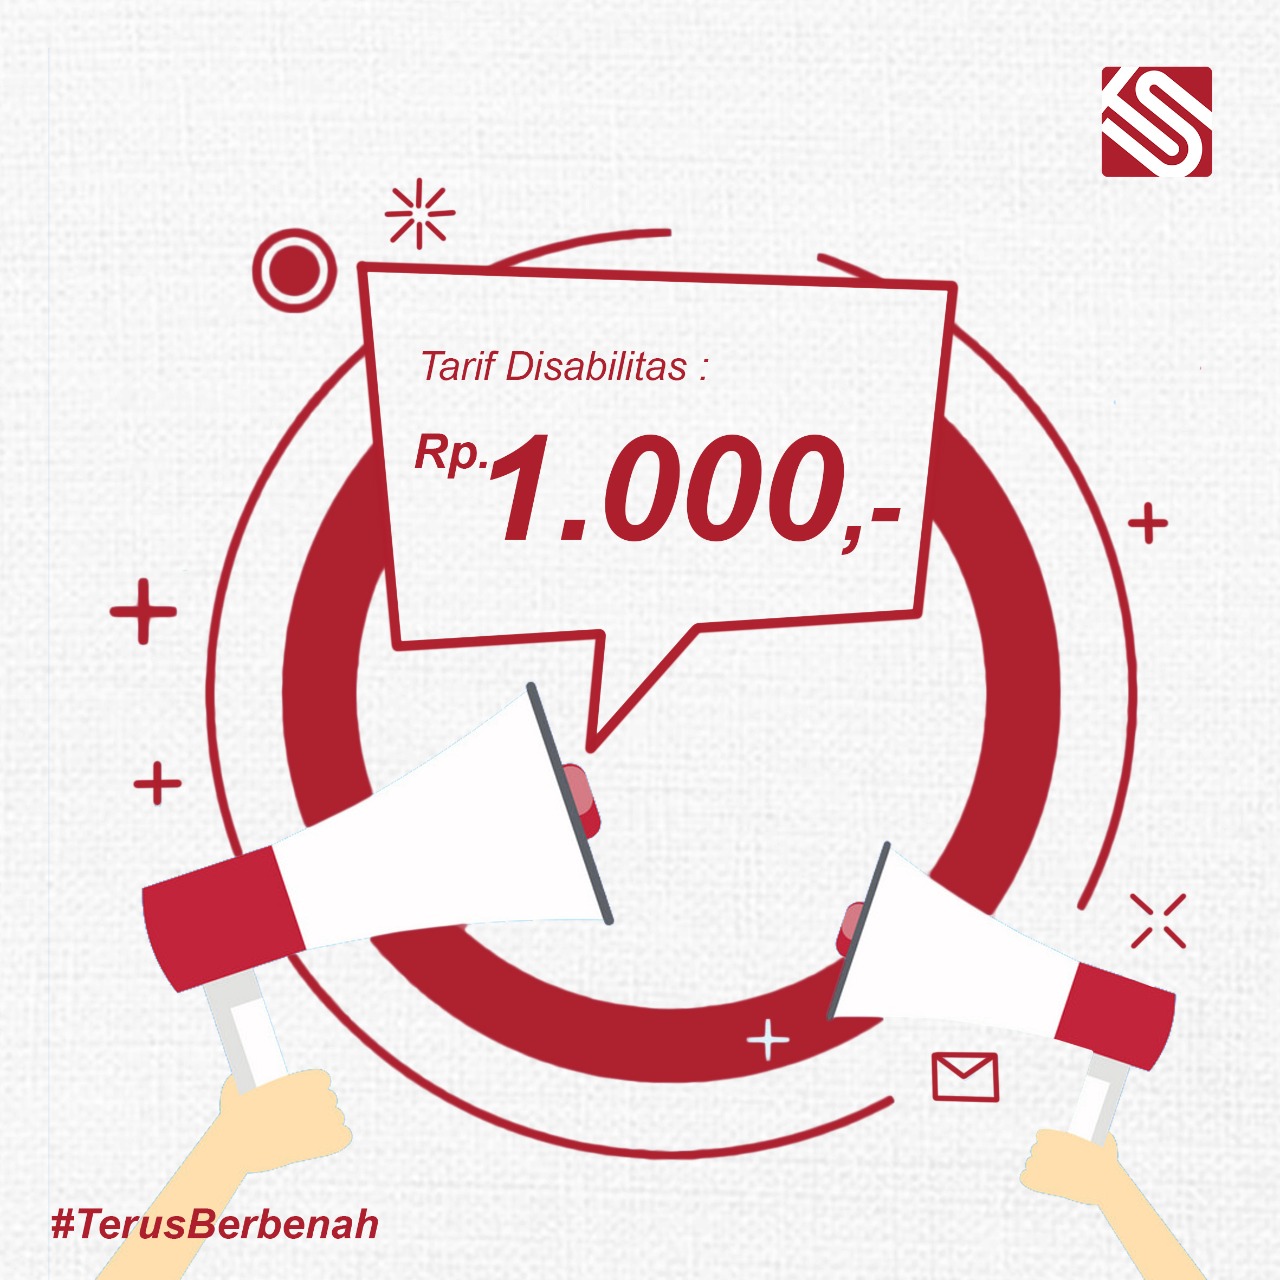 Tarif Disabilitas :
Rp.1.000,-
#TerusBerbenah